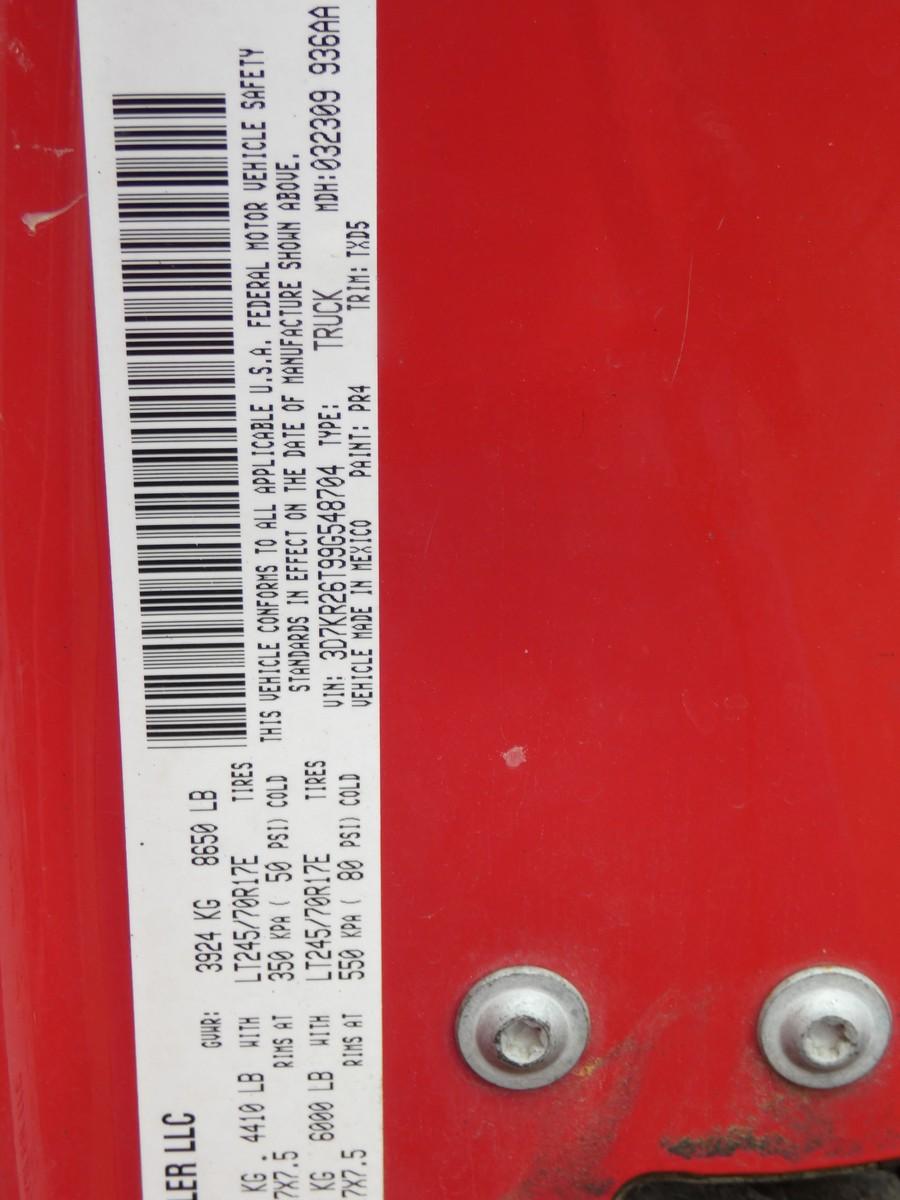 LER LLC
GVWR: 3924 KG 8650 LB
KG. 4410 LB WITH LT245/70R17E TIRES
7X7.5 RIMS AT 350 KPA ( 50 PSI) COLD
KG 6000 LB WITH LT245/70R17E TIRES
7X7.5 RIMS AT 550 KPA ( 80 PSI) COLD
THIS VEHICLE CONFORMS TO ALL APPLICABLE U.S.A. FEDERAL MOTOR VEHICLE SAFETY
STANDARDS IN EFFECT ON THE DATE OF MANUFACTURE SHOWN ABOVE.
VIN: 3D7KR26T99G548704 TYPE: TRUCK MDH:032309 936AA
VEHICLE MADE IN MEXICO PAINT: PR4 TRIM: TXD5